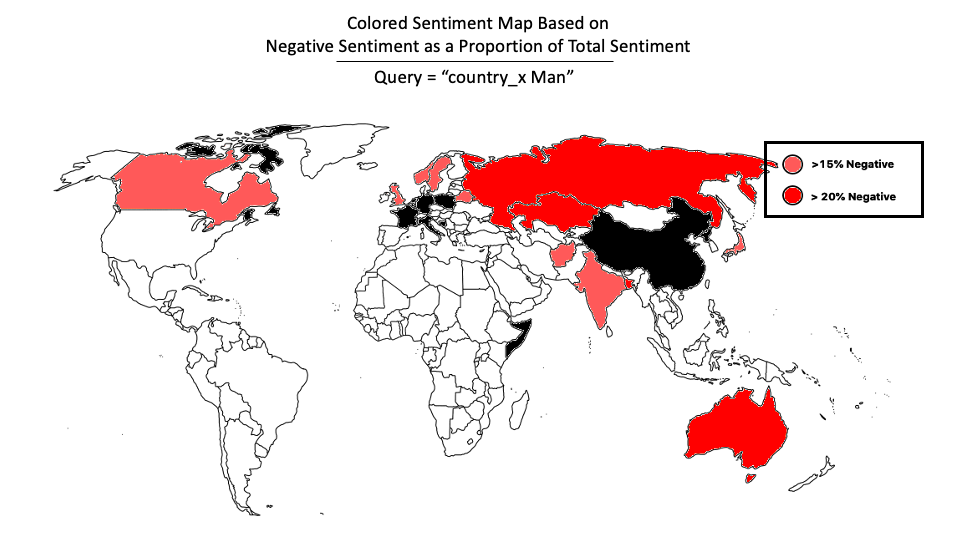 Colored Sentiment Map Based on
Negative Sentiment as a Proportion of Total Sentiment
Query = “country_x Man”
>15% Negative
> 20% Negative